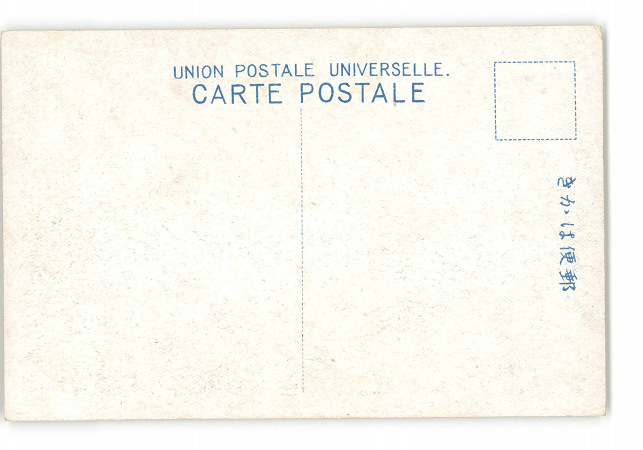 UNION POSTALE UNIVERSELLE.
CARTE POSTALE
郵便はかき